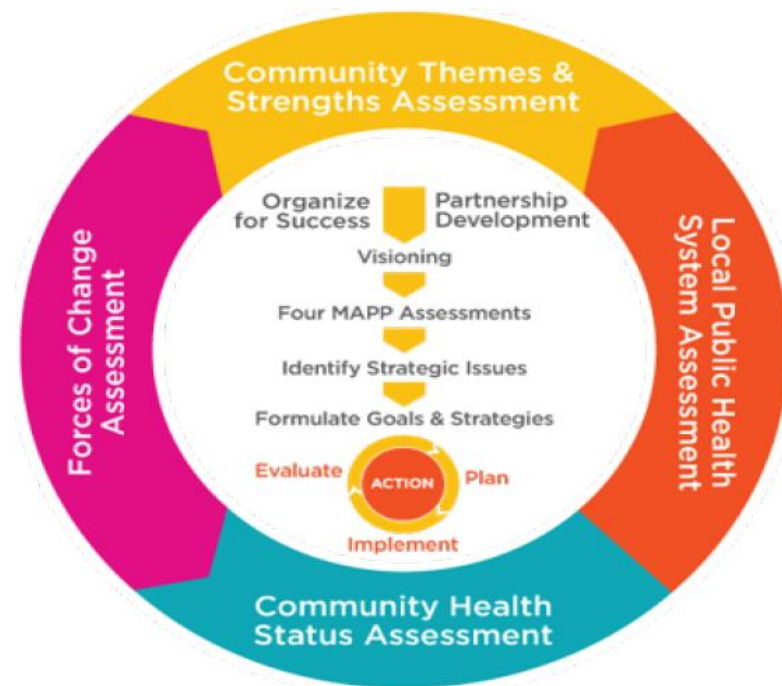 Community Themes &
Strengths Assessment
Organize
for Success
Partnership
Development
Visioning
Four MAPP Assessments
Identify Strategic Issues
Formulate Goals & Strategies
Evaluate
ACTION
Plan
Implement
Forces of Change
Assessment
Local Public Health
System Assessment
Community Health
Status Assessment